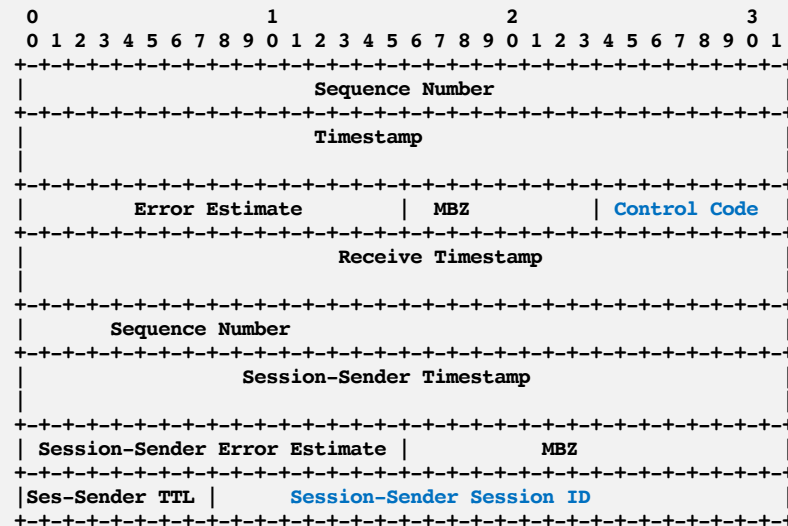 0                   1                   2                   3
 0 1 2 3 4 5 6 7 8 9 0 1 2 3 4 5 6 7 8 9 0 1 2 3 4 5 6 7 8 9 0 1
+-+-+-+-+-+-+-+-+-+-+-+-+-+-+-+-+-+-+-+-+-+-+-+-+-+-+-+-+-+-+-+-+
|                        Sequence Number                        |
+-+-+-+-+-+-+-+-+-+-+-+-+-+-+-+-+-+-+-+-+-+-+-+-+-+-+-+-+-+-+-+-+
|                        Timestamp                              |
|                                                               |
+-+-+-+-+-+-+-+-+-+-+-+-+-+-+-+-+-+-+-+-+-+-+-+-+-+-+-+-+-+-+-+-+
|         Error Estimate        |  MBZ          | Control Code  |
+-+-+-+-+-+-+-+-+-+-+-+-+-+-+-+-+-+-+-+-+-+-+-+-+-+-+-+-+-+-+-+-+
|                          Receive Timestamp                    |
|                                                               |
+-+-+-+-+-+-+-+-+-+-+-+-+-+-+-+-+-+-+-+-+-+-+-+-+-+-+-+-+-+-+-+-+
|       Sequence Number                                         |
+-+-+-+-+-+-+-+-+-+-+-+-+-+-+-+-+-+-+-+-+-+-+-+-+-+-+-+-+-+-+-+-+
|                  Session-Sender Timestamp                     |
|                                                               |
+-+-+-+-+-+-+-+-+-+-+-+-+-+-+-+-+-+-+-+-+-+-+-+-+-+-+-+-+-+-+-+-+
| Session-Sender Error Estimate |           MBZ                 |
+-+-+-+-+-+-+-+-+-+-+-+-+-+-+-+-+-+-+-+-+-+-+-+-+-+-+-+-+-+-+-+-+
|Ses-Sender TTL |      Session-Sender Session ID                |
+-+-+-+-+-+-+-+-+-+-+-+-+-+-+-+-+-+-+-+-+-+-+-+-+-+-+-+-+-+-+-+-+